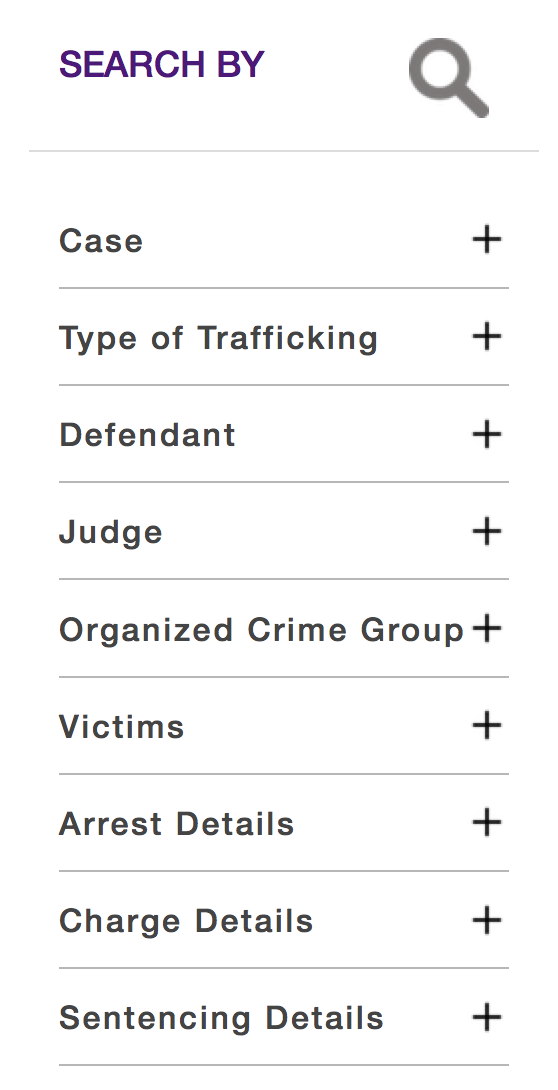 SEARCH BY
Case
Type of Trafficking
Defendant
Judge
Organized Crime Group
Victims
Arrest Details
Charge Details
Sentencing Details